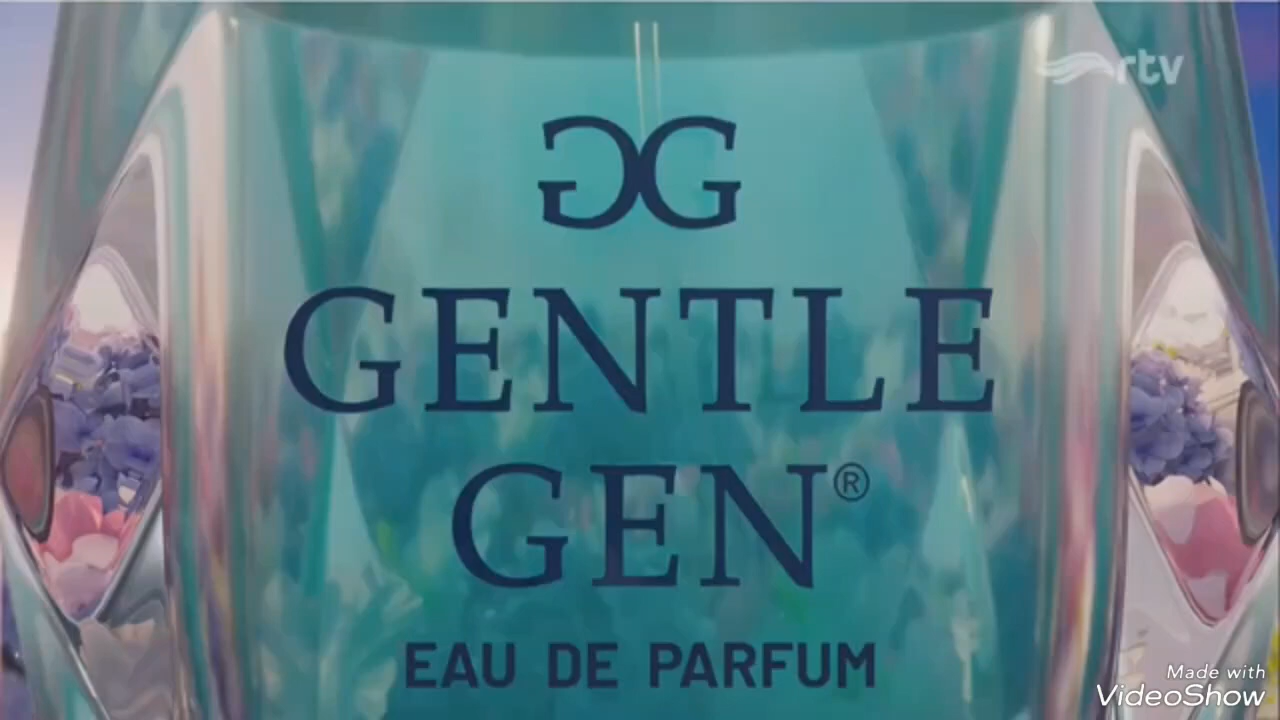 rtv
GG
GENTLE
GEN®
EAU DE PARFUM
Made with
VideoShow